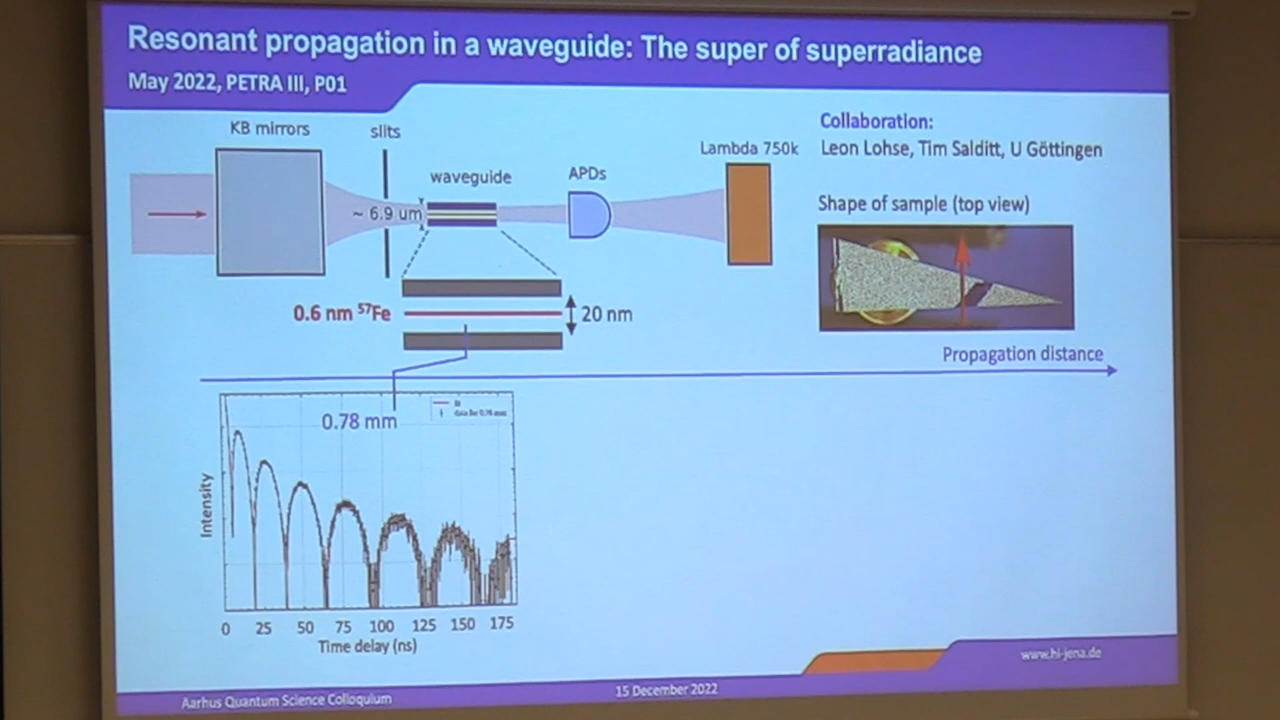 Resonant propagation in a waveguide: The super of superradiance
May 2022, PETRA III, P01
KB mirrors
slits
waveguide
APDs
Lambda 750k
~ 6.9 um
0.6 nm ⁵⁷Fe
20 nm
Collaboration:
Leon Lohse, Tim Salditt, U Göttingen
Shape of sample (top view)
Propagation distance
0.78 mm
Intensity
0 25 50 75 100 125 150 175
Time delay (ns)
www.hi-jena.de
Aarhus Quantum Science Colloquium
15 December 2022